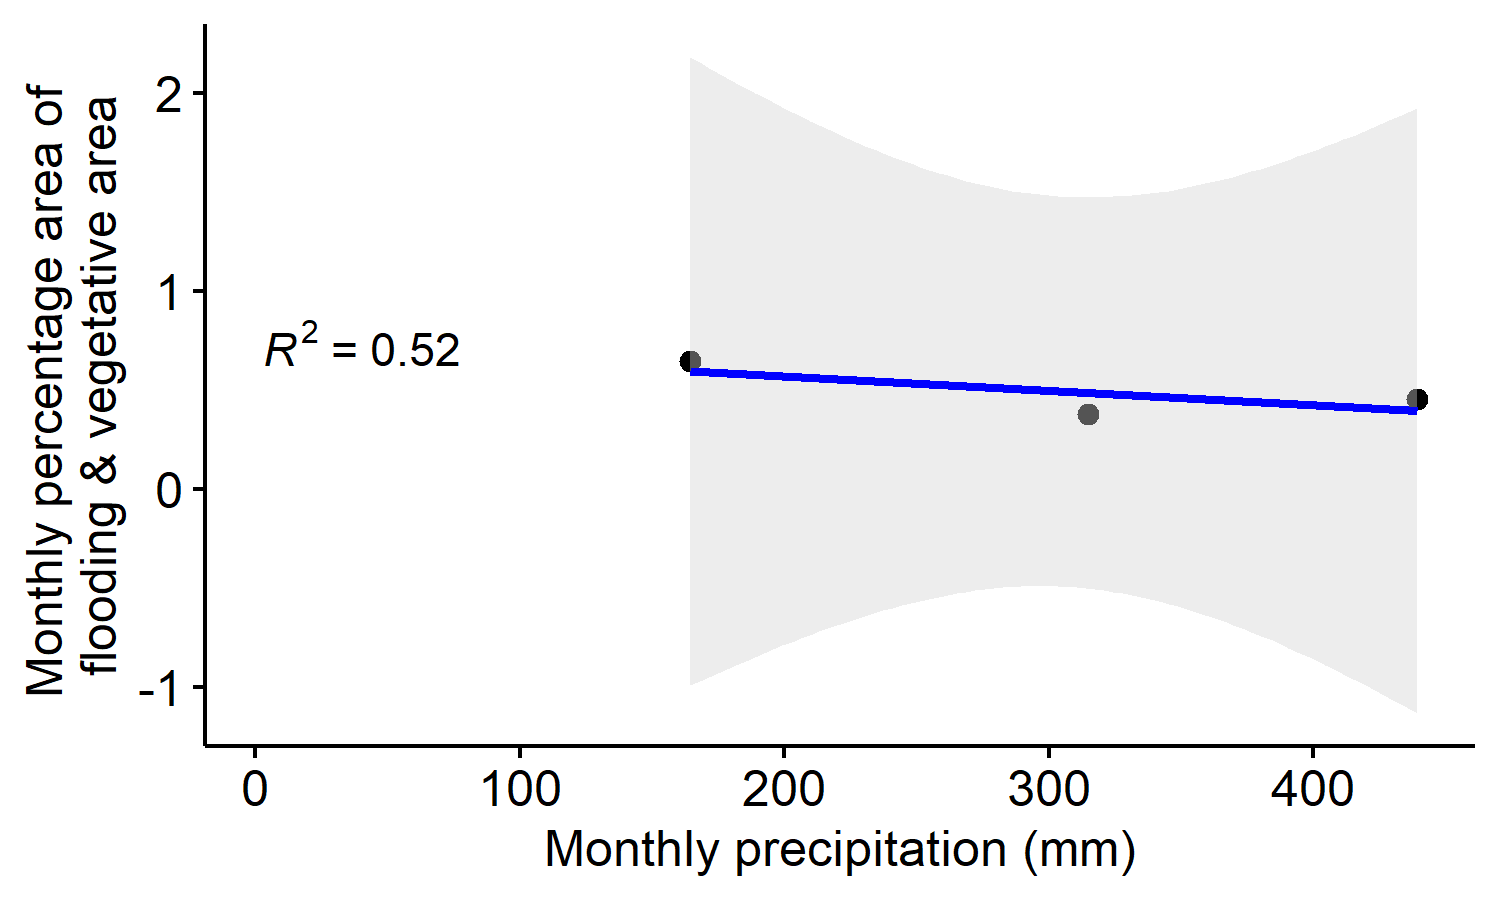 Monthly percentage area of
flooding & vegetative area
2
1
0
-1
R² = 0.52
0 100 200 300 400
Monthly precipitation (mm)